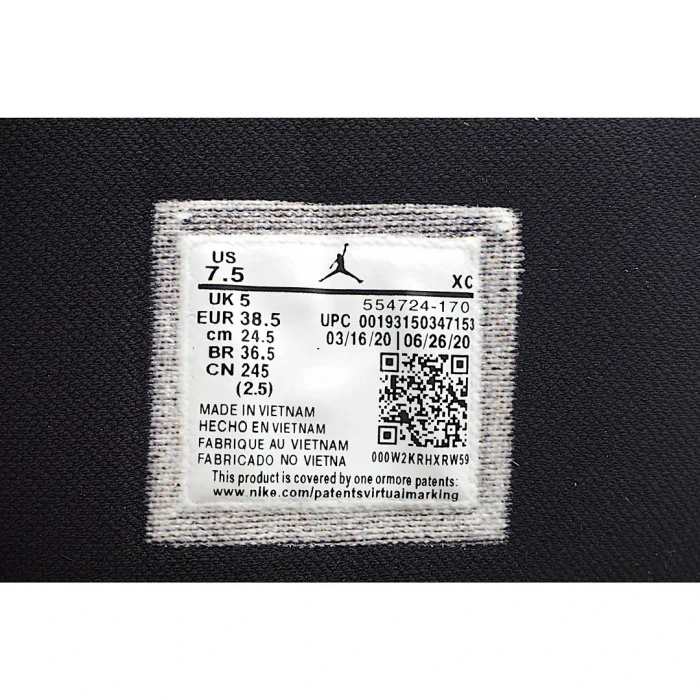 US
7.5
XC
UK 5
554724-170
EUR 38.5
UPC 00193150347153
cm 24.5
03/16/20 | 06/26/20
BR 36.5
CN 245
(2.5)
MADE IN VIETNAM
HECHO EN VIETNAM
FABRIQUE AU VIETNAM
FABRICADO NO VIETNA
000W2KRHXRW59
This product is covered by one ormore patents:
www.nike.com/patentsvirtualmarking